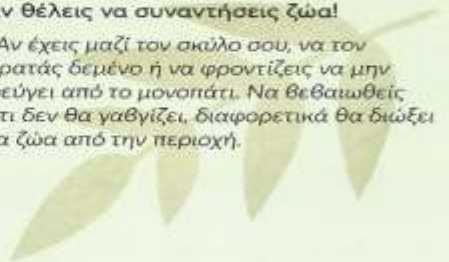 ν θέλεις να συναντήσεις ζώα!
Αν έχεις μαζί τον σκύλο σου, να τον
ρατάς δεμένο ή να φροντίζεις να μην
εύγει από το μονοπάτι. Να βεβαιωθείς
τι δεν θα γαβγίζει, διαφορετικά θα διώξει
α ζώα από την περιοχή.